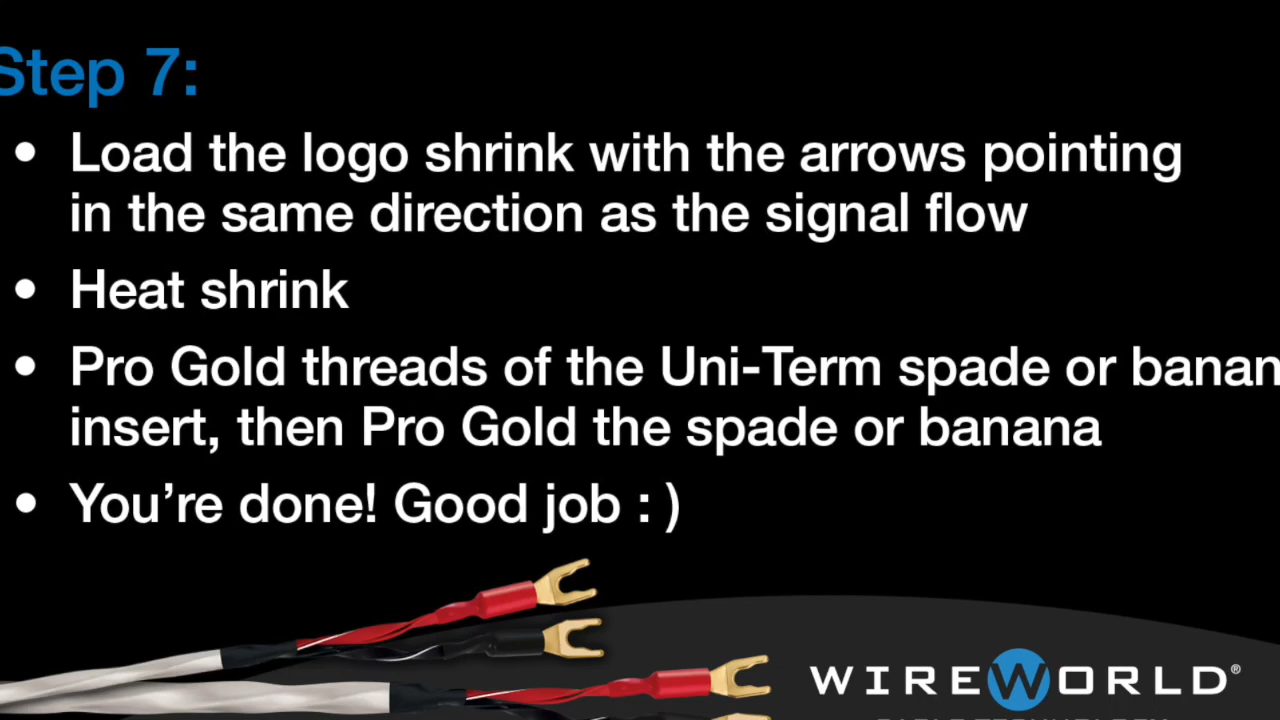 Step 7:
• Load the logo shrink with the arrows pointing
in the same direction as the signal flow
• Heat shrink
• Pro Gold threads of the Uni-Term spade or banan
insert, then Pro Gold the spade or banana
• You’re done! Good job : )
WIREWORLD®